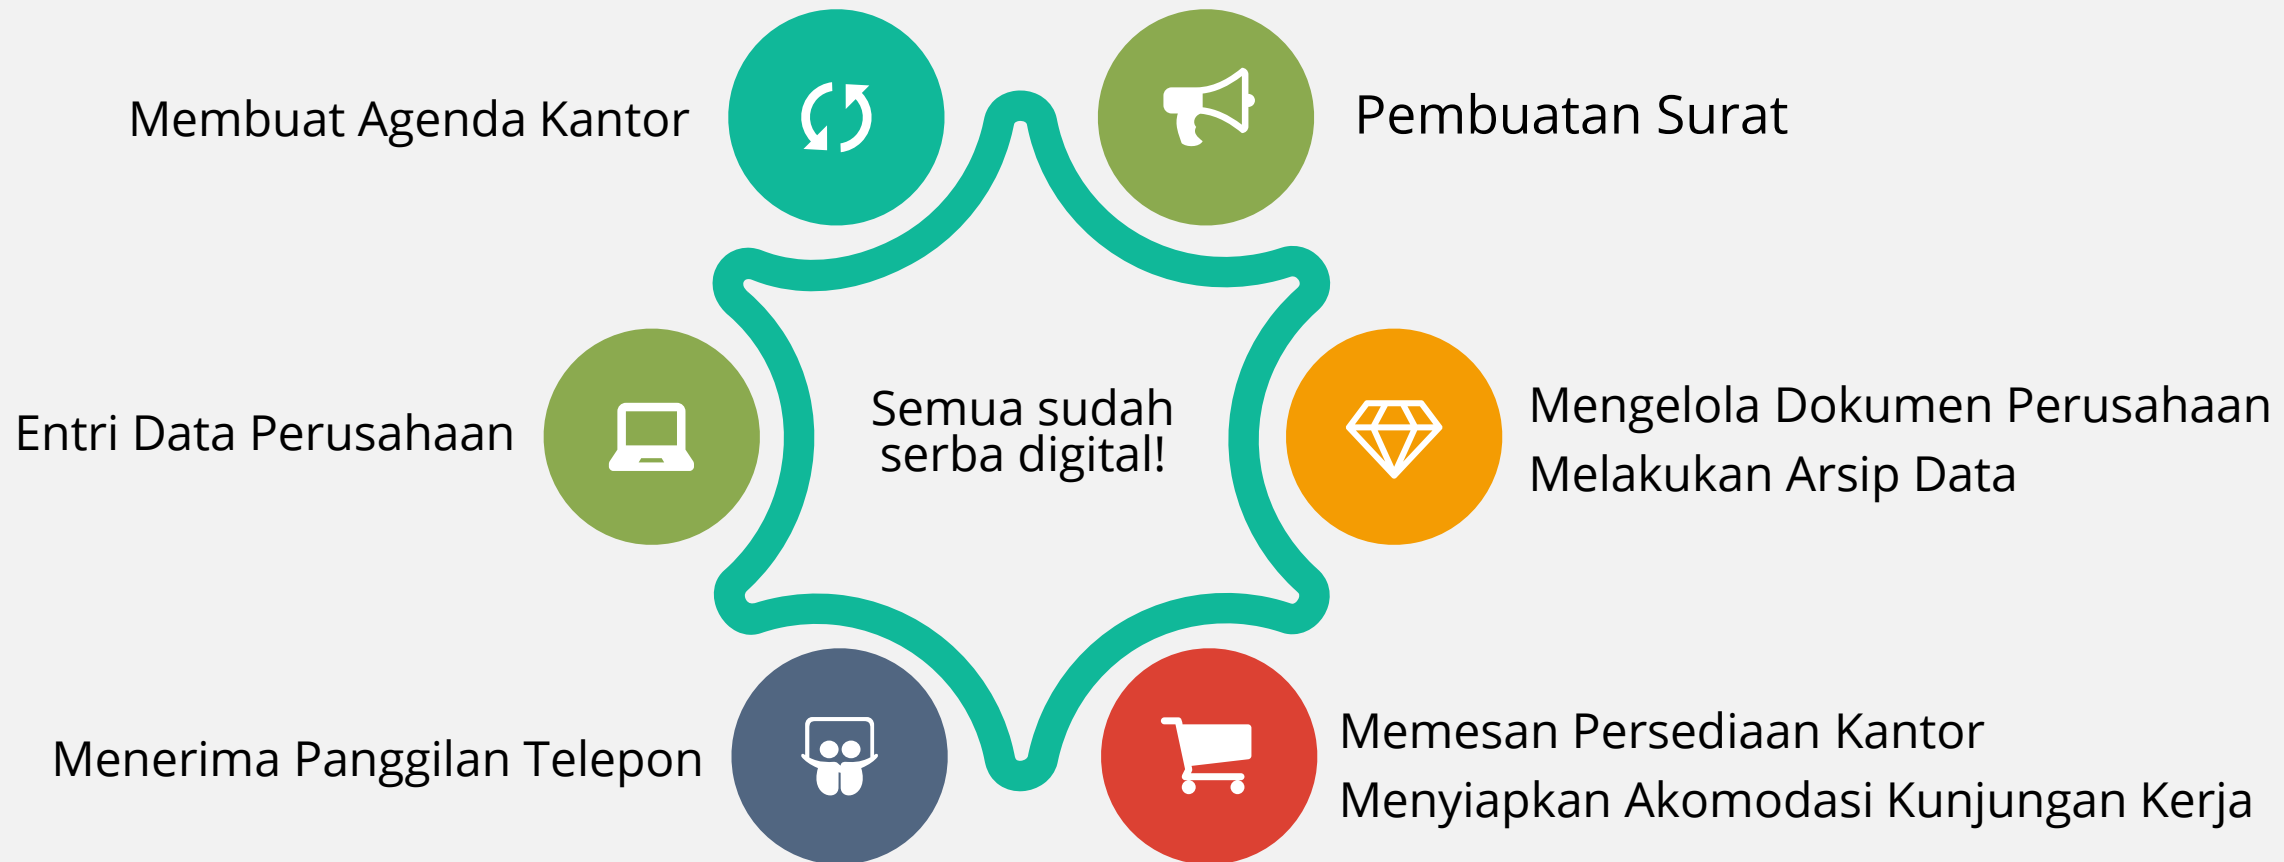 Membuat Agenda Kantor
Pembuatan Surat
Entri Data Perusahaan
Semua sudah
serba digital!
Mengelola Dokumen Perusahaan
Melakukan Arsip Data
Menerima Panggilan Telepon
Memesan Persediaan Kantor
Menyiapkan Akomodasi Kunjungan Kerja